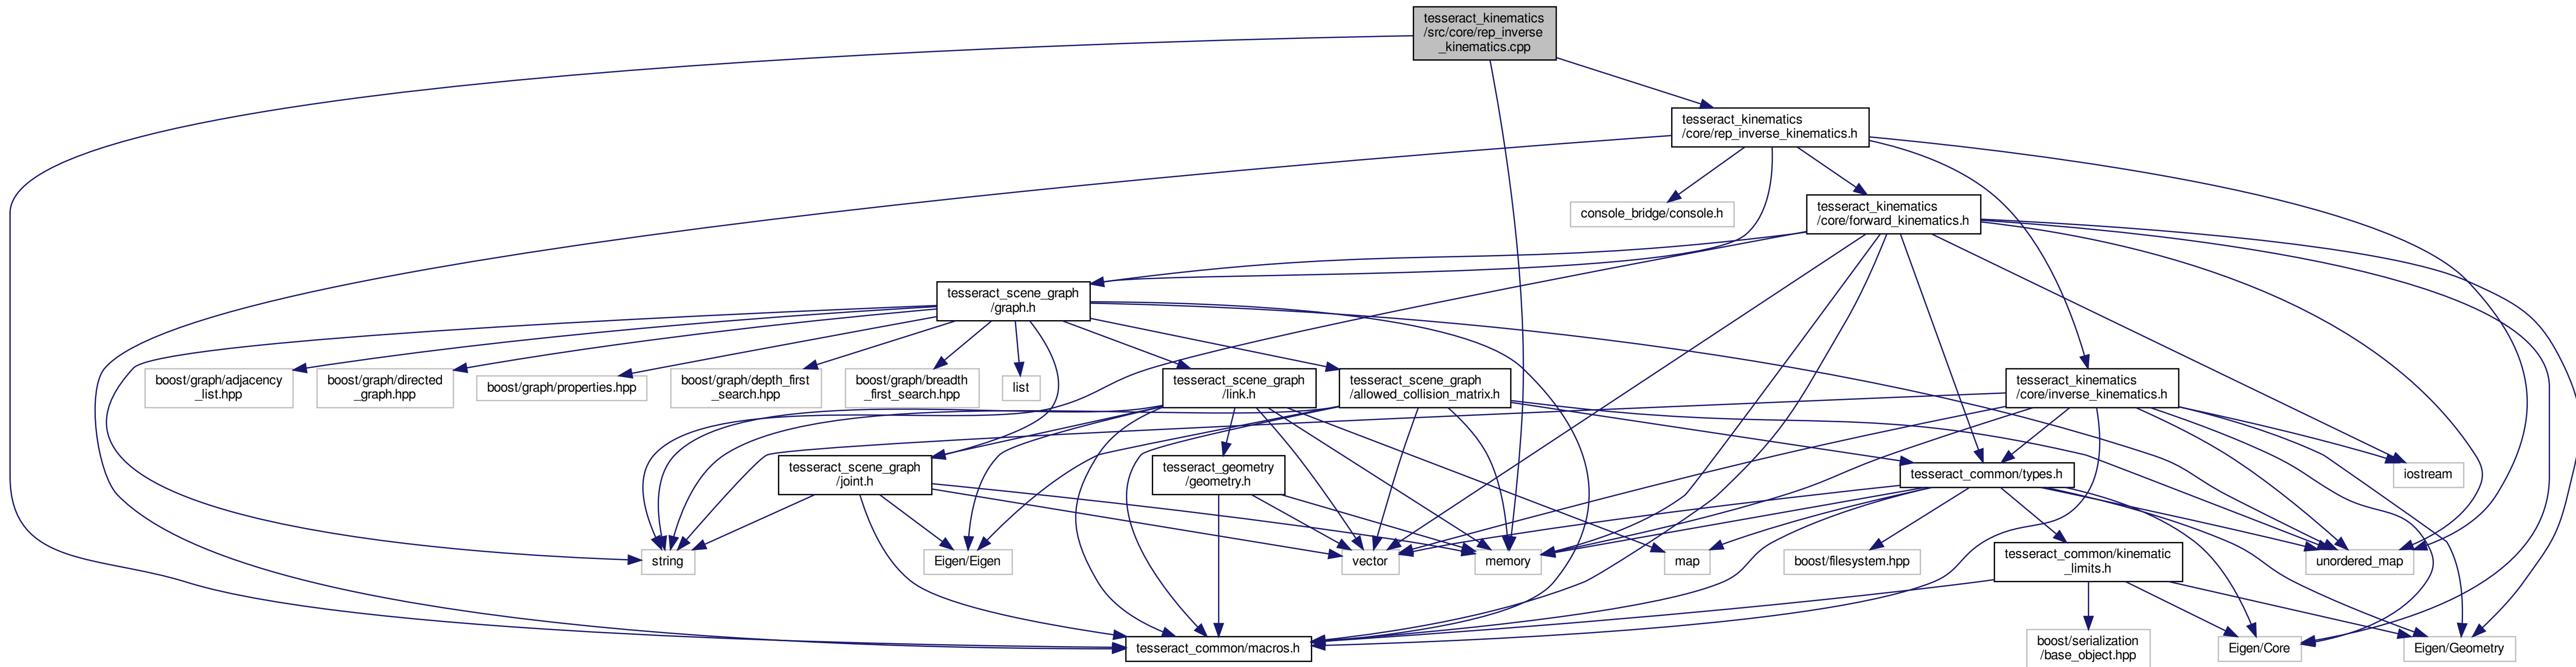 tesseract_kinematics
/src/core/rep_inverse
_kinematics.cpp
tesseract_kinematics
/core/rep_inverse_kinematics.h
console_bridge/console.h
tesseract_kinematics
/core/forward_kinematics.h
tesseract_scene_graph
/graph.h
boost/graph/adjacency
_list.hpp
boost/graph/directed
_graph.hpp
boost/graph/properties.hpp
boost/graph/depth_first
_search.hpp
boost/graph/breadth
_first_search.hpp
list
tesseract_scene_graph
/link.h
tesseract_scene_graph
/allowed_collision_matrix.h
tesseract_kinematics
/core/inverse_kinematics.h
tesseract_scene_graph
/joint.h
tesseract_geometry
/geometry.h
tesseract_common/types.h
iostream
string
Eigen/Eigen
vector
memory
map
boost/filesystem.hpp
tesseract_common/kinematic
_limits.h
unordered_map
tesseract_common/macros.h
boost/serialization
/base_object.hpp
Eigen/Core
Eigen/Geometry